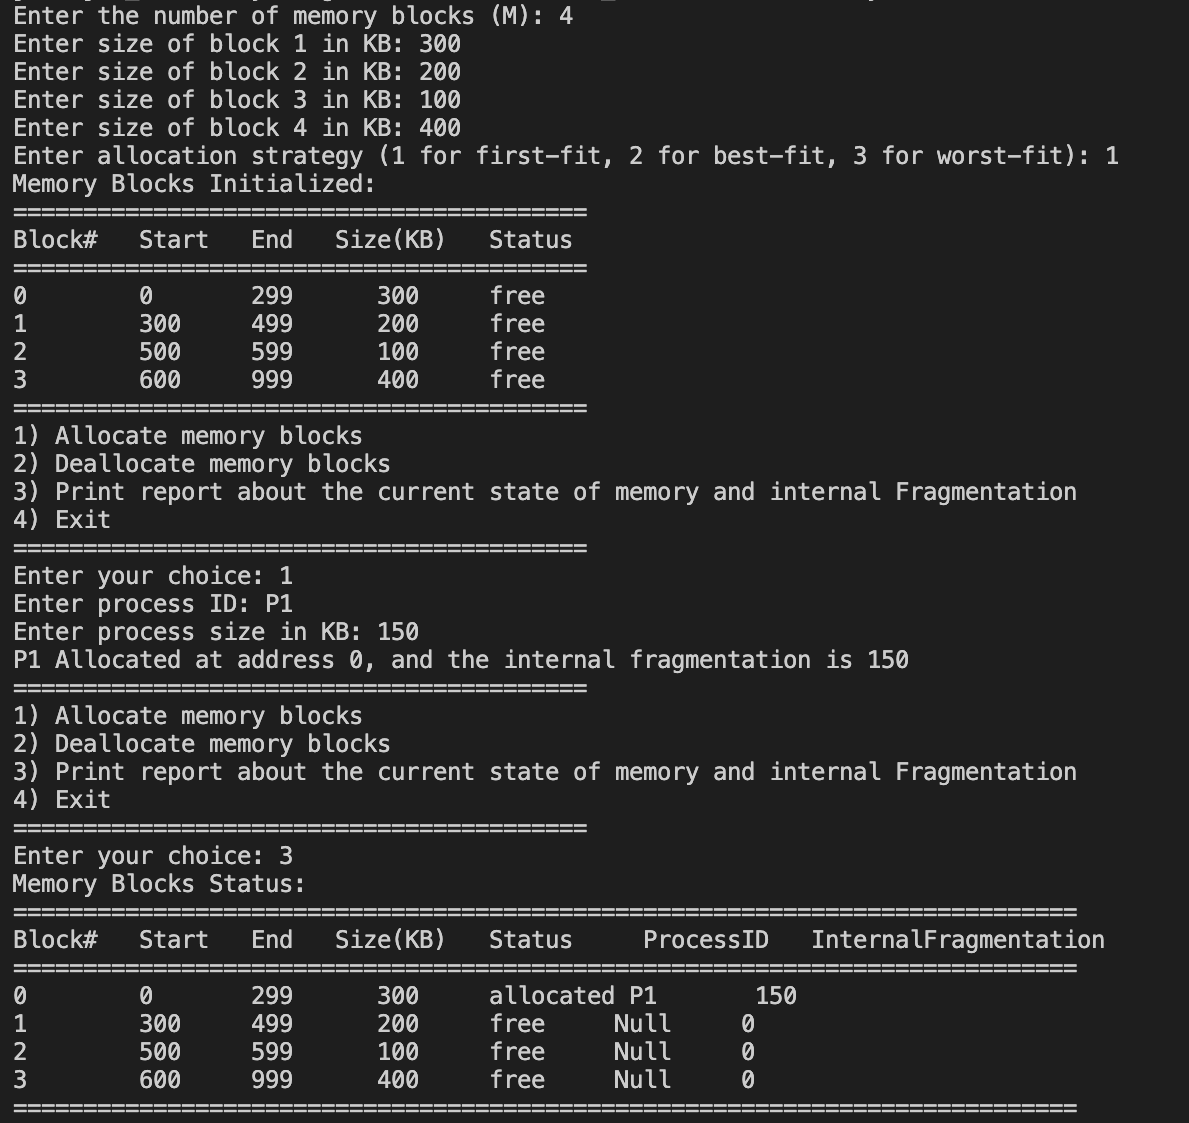 Enter the number of memory blocks (M): 4
Enter size of block 1 in KB: 300
Enter size of block 2 in KB: 200
Enter size of block 3 in KB: 100
Enter size of block 4 in KB: 400
Enter allocation strategy (1 for first-fit, 2 for best-fit, 3 for worst-fit): 1
Memory Blocks Initialized:
=========================================
Block#   Start   End   Size(KB)   Status
=========================================
0        0       299      300     free
1        300     499      200     free
2        500     599      100     free
3        600     999      400     free
=========================================
1) Allocate memory blocks
2) Deallocate memory blocks
3) Print report about the current state of memory and internal Fragmentation
4) Exit
=========================================
Enter your choice: 1
Enter process ID: P1
Enter process size in KB: 150
P1 Allocated at address 0, and the internal fragmentation is 150
=========================================
1) Allocate memory blocks
2) Deallocate memory blocks
3) Print report about the current state of memory and internal Fragmentation
4) Exit
=========================================
Enter your choice: 3
Memory Blocks Status:
============================================================================
Block#   Start   End   Size(KB)   Status     ProcessID   InternalFragmentation
============================================================================
0        0       299      300     allocated P1       150
1        300     499      200     free     Null     0
2        500     599      100     free     Null     0
3        600     999      400     free     Null     0
============================================================================